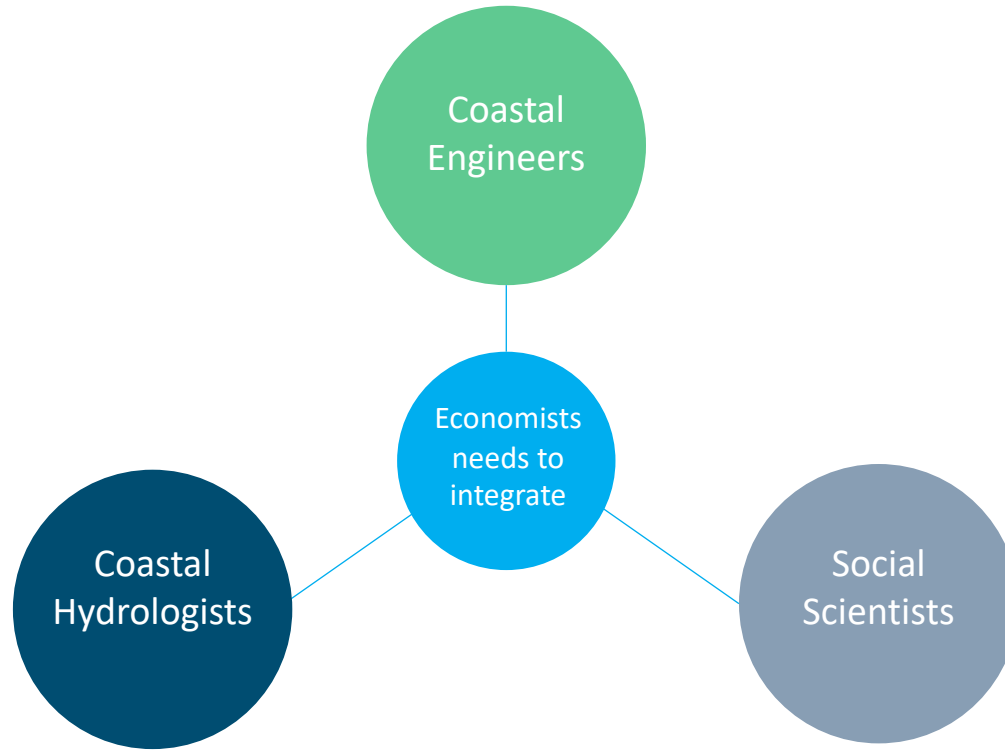 Coastal
Engineers
Economists
needs to
integrate
Coastal
Hydrologists
Social
Scientists